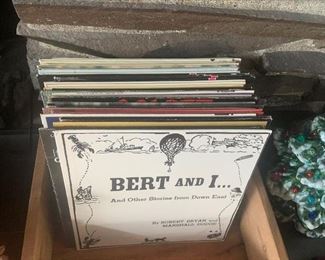 BERT AND I...
And Other Stories from Down East
By ROBERT BRYAN and
MARSHALL DODGE